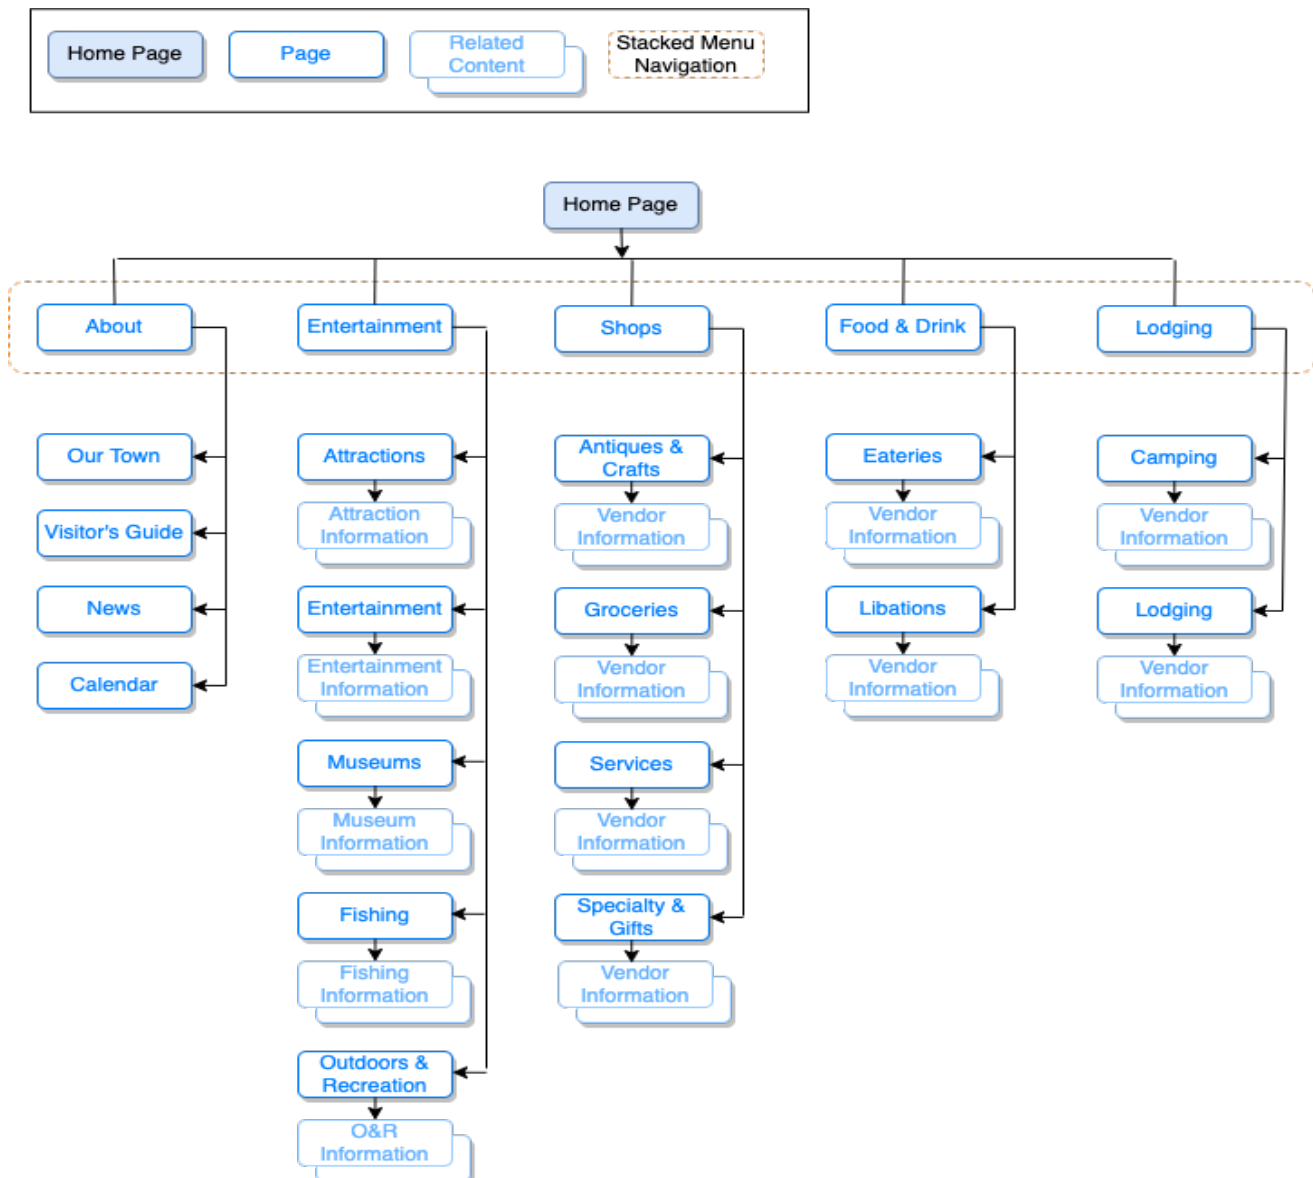 Home Page
Page
Related
Content
Stacked Menu
Navigation
Home Page
About
Entertainment
Shops
Food & Drink
Lodging
Our Town
Visitor's Guide
News
Calendar
Attractions
Attraction
Information
Entertainment
Entertainment
Information
Museums
Museum
Information
Fishing
Fishing
Information
Outdoors &
Recreation
O&R
Information
Antiques &
Crafts
Vendor
Information
Groceries
Vendor
Information
Services
Vendor
Information
Specialty &
Gifts
Vendor
Information
Eateries
Vendor
Information
Libations
Vendor
Information
Camping
Vendor
Information
Lodging
Vendor
Information